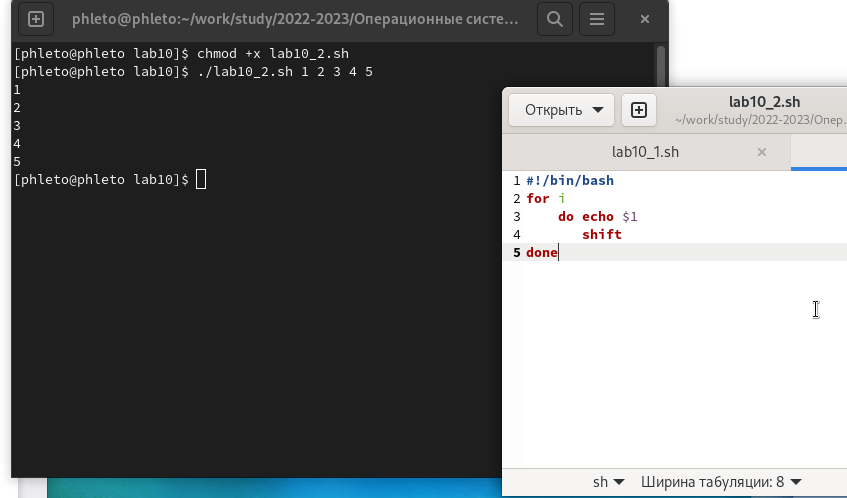 phleto@phleto:~/work/study/2022-2023/Операционные систе…
[phleto@phleto lab10]$ chmod +x lab10_2.sh
[phleto@phleto lab10]$ ./lab10_2.sh 1 2 3 4 5
1
2
3
4
5
[phleto@phleto lab10]$
Открыть
lab10_2.sh
~/work/study/2022-2023/Опер.
lab10_1.sh
1 #!/bin/bash
2 for i
3     do echo $1
4        shift
5 done
sh
Ширина табуляции: 8